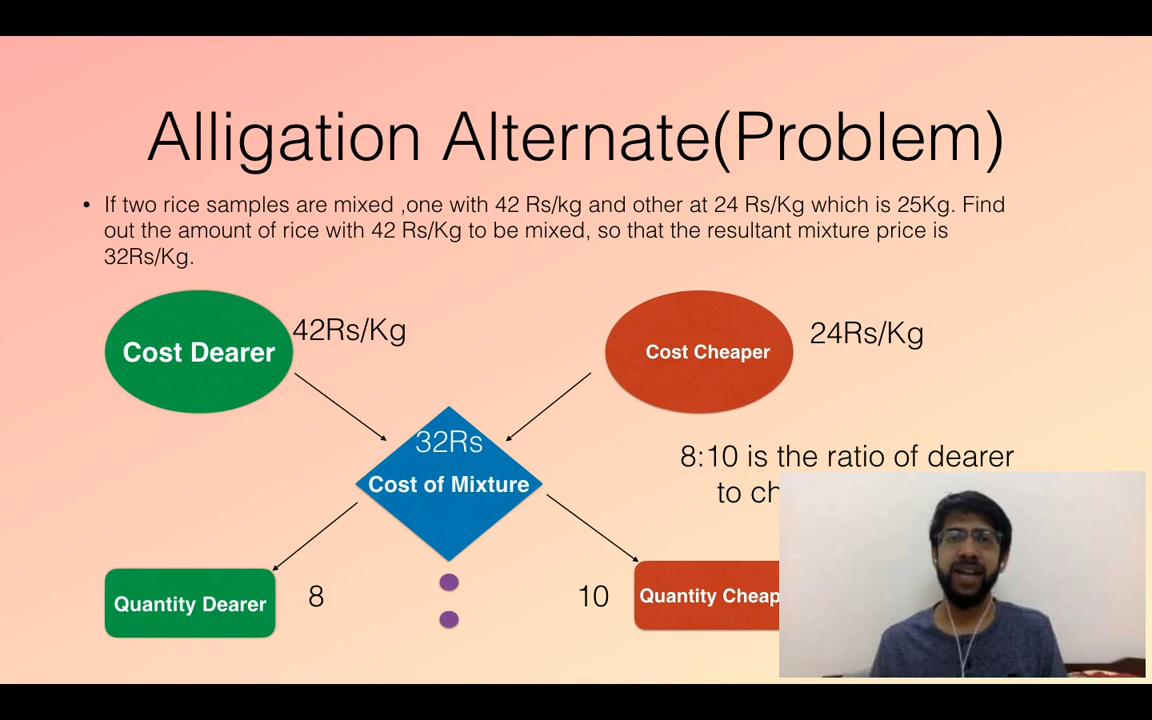 Alligation Alternate(Problem)
• If two rice samples are mixed ,one with 42 Rs/kg and other at 24 Rs/Kg which is 25Kg. Find
out the amount of rice with 42 Rs/Kg to be mixed, so that the resultant mixture price is
32Rs/Kg.
Cost Dearer
42Rs/Kg
Cost Cheaper
24Rs/Kg
32Rs
Cost of Mixture
8:10 is the ratio of dearer
to
Quantity Dearer
8
10
Quantity